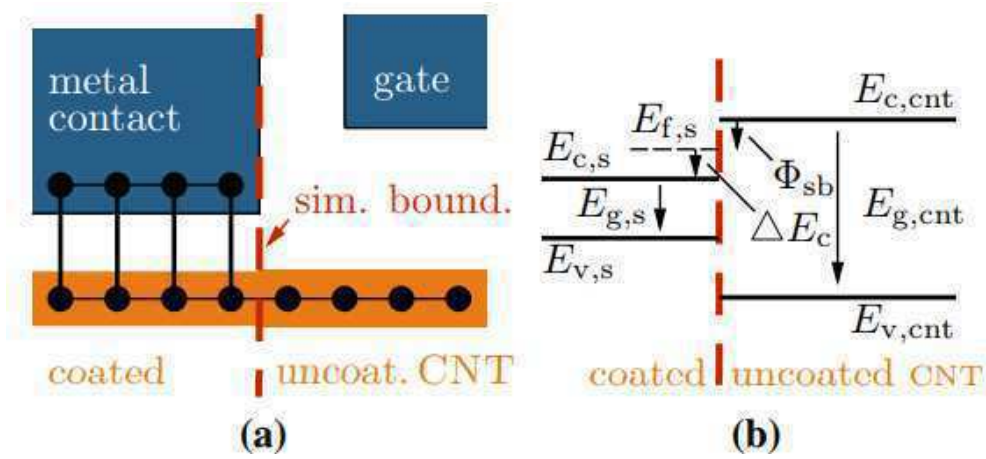 metal
contact
gate
sim. bound.
coated
uncoat. CNT
(a)
E_c,cnt
E_f,s
E_c,s
Φ_sb
E_g,s
E_g,cnt
△ E_c
E_v,s
E_v,cnt
coated
uncoated CNT
(b)